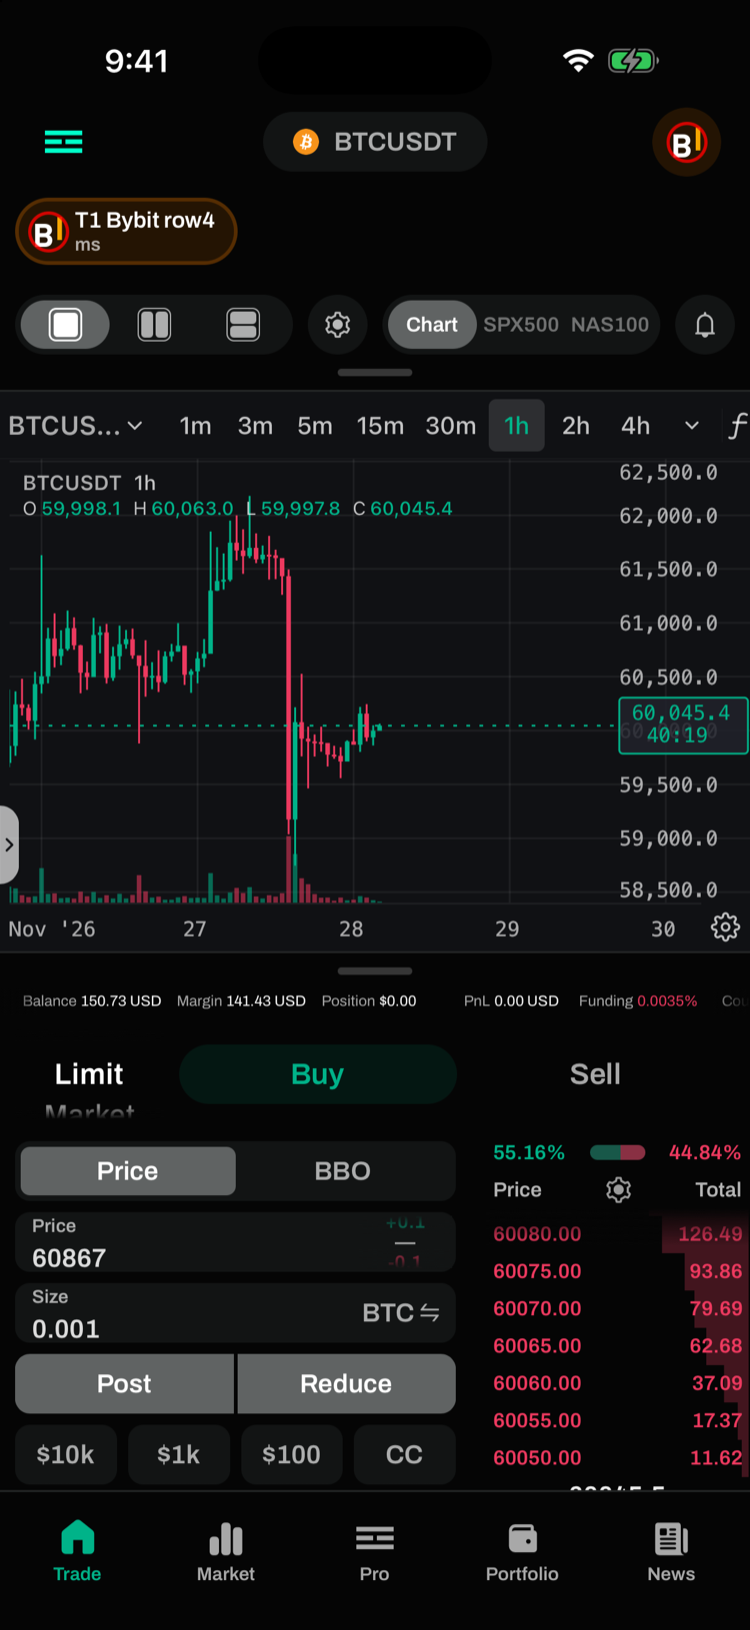 9:41
BTCUSDT
T1 Bybit row4
ms
Chart SPX500 NAS100
BTCUS... 1m 3m 5m 15m 30m 1h 2h 4h f
BTCUSDT 1h
O 59,998.1 H 60,063.0 L 59,997.8 C 60,045.4
62,500.0
62,000.0
61,500.0
61,000.0
60,500.0
60,045.4
40:19
59,500.0
59,000.0
58,500.0
Nov '26 27 28 29 30
Balance 150.73 USD Margin 141.43 USD Position $0.00 PnL 0.00 USD Funding 0.0035% Cou
Limit Buy Sell
Market
Price BBO
55.16% 44.84%
Price Total
Price
60867
+0.1
-0.1
Size
0.001
BTC
Post Reduce
$10k $1k $100 CC
60080.00 126.49
60075.00 93.86
60070.00 79.69
60065.00 62.68
60060.00 37.09
60055.00 17.37
60050.00 11.62
Trade Market Pro Portfolio News